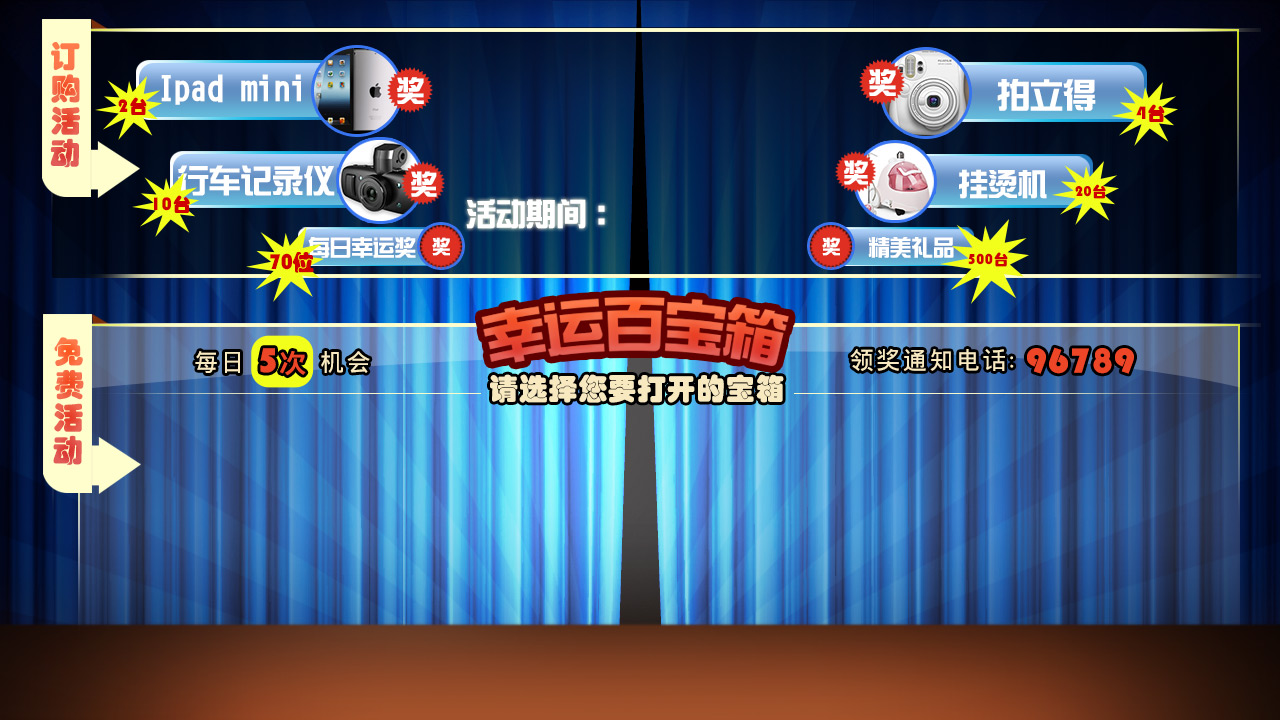 订购活动
Ipad mini
奖
2台
行车记录仪
奖
10台
每日幸运奖
奖
70位
活动期间：
奖
拍立得
1台
奖
挂烫机
20台
奖
精美礼品
500台
免费活动
幸运百宝箱
每日 5次 机会
请选择您要打开的宝箱
领奖通知电话: 96789